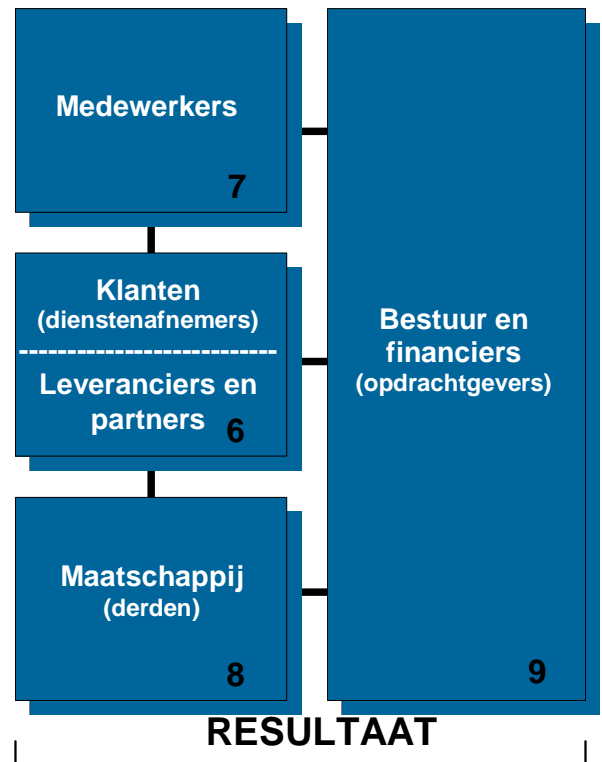 Medewerkers
7
Klanten
(dienstenafnemers)
Leveranciers en
partners 6
Maatschappij
(derden)
8
Bestuur en
financiers
(opdrachtgevers)
9
RESULTAAT